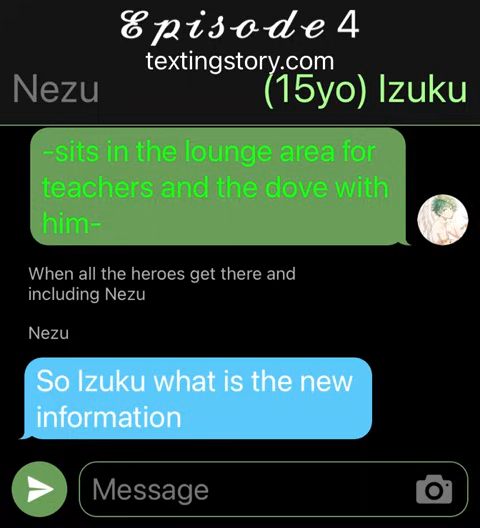 𝓔𝓹𝓲𝓼𝓸𝓭𝓮 4
textingstory.com
Nezu (15yo) Izuku
-sits in the lounge area for
teachers and the dove with
him-
When all the heroes get there and
including Nezu
Nezu
So Izuku what is the new
information
Message